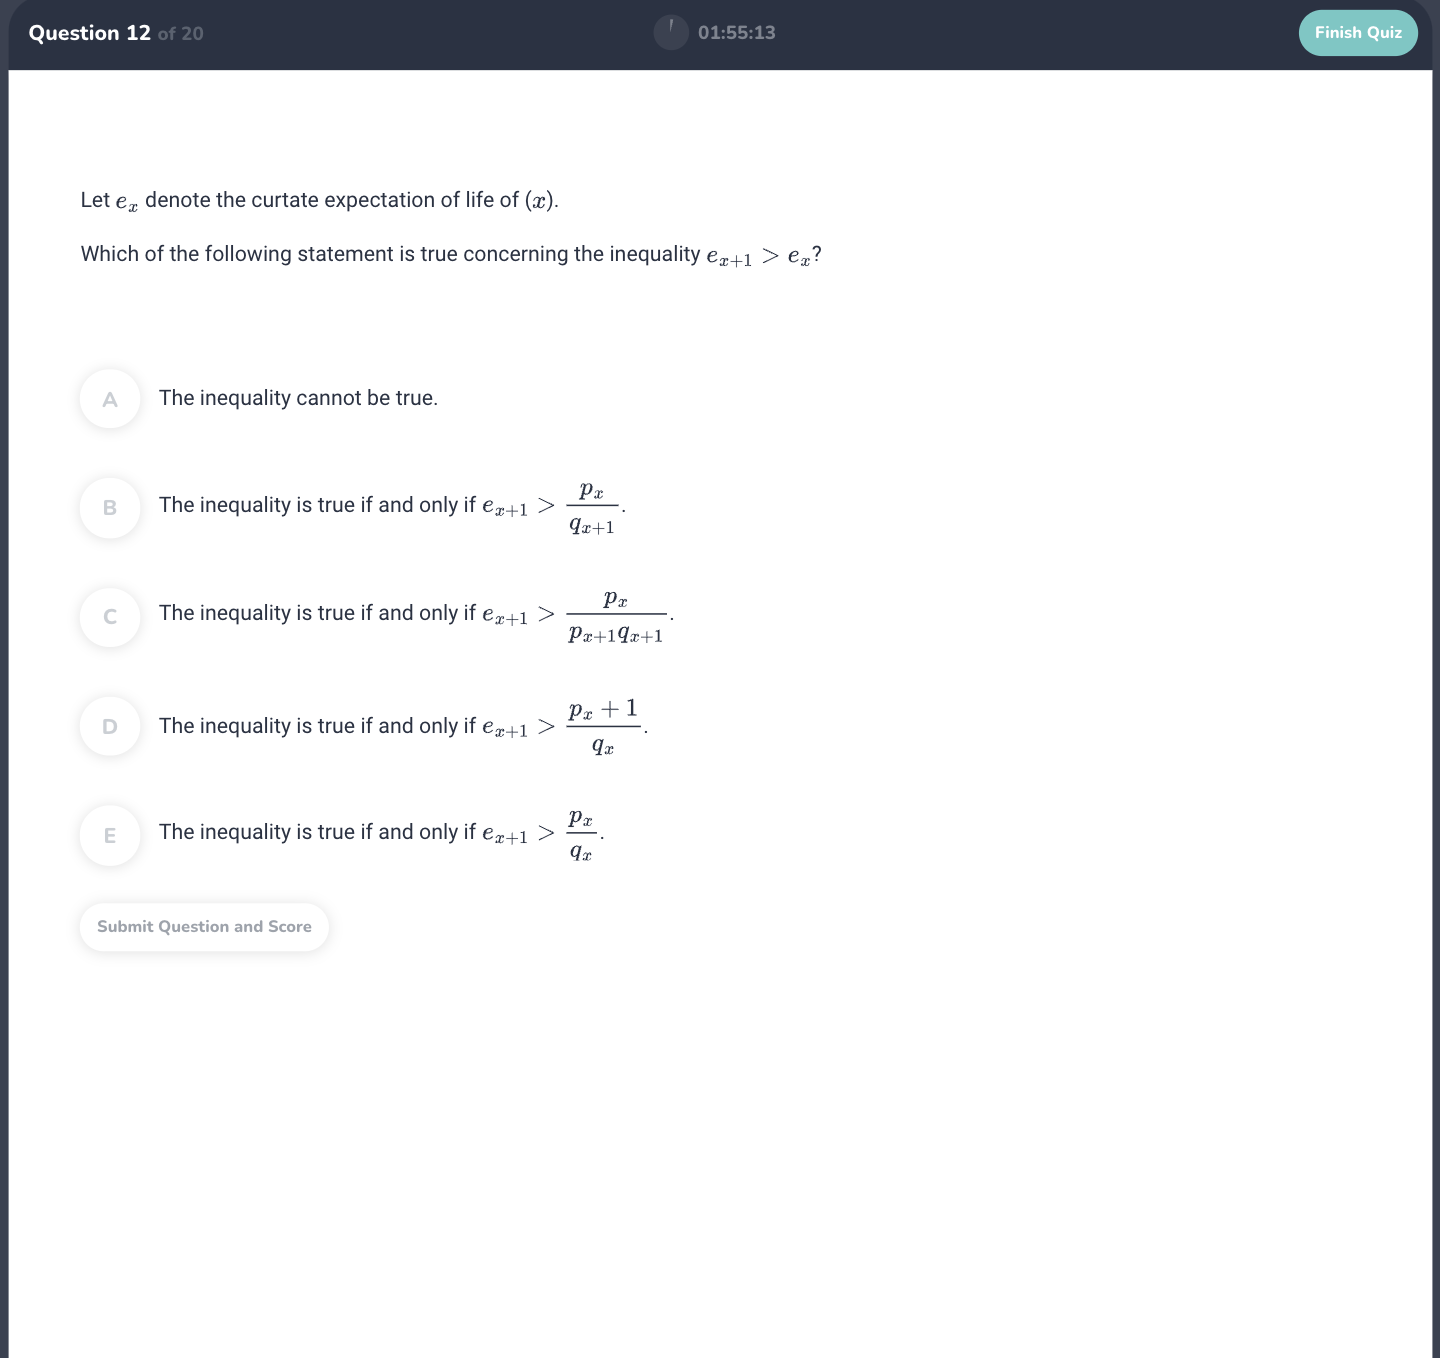 Question 12 of 20
01:55:13
Finish Quiz
Let $e_x$ denote the curtate expectation of life of $(x)$.
Which of the following statement is true concerning the inequality $e_{x+1} > e_x$?
A The inequality cannot be true.
B The inequality is true if and only if $e_{x+1} > \dfrac{p_x}{q_{x+1}}$.
C The inequality is true if and only if $e_{x+1} > \dfrac{p_x}{p_{x+1}q_{x+1}}$.
D The inequality is true if and only if $e_{x+1} > \dfrac{p_x + 1}{q_x}$.
E The inequality is true if and only if $e_{x+1} > \dfrac{p_x}{q_x}$.
Submit Question and Score